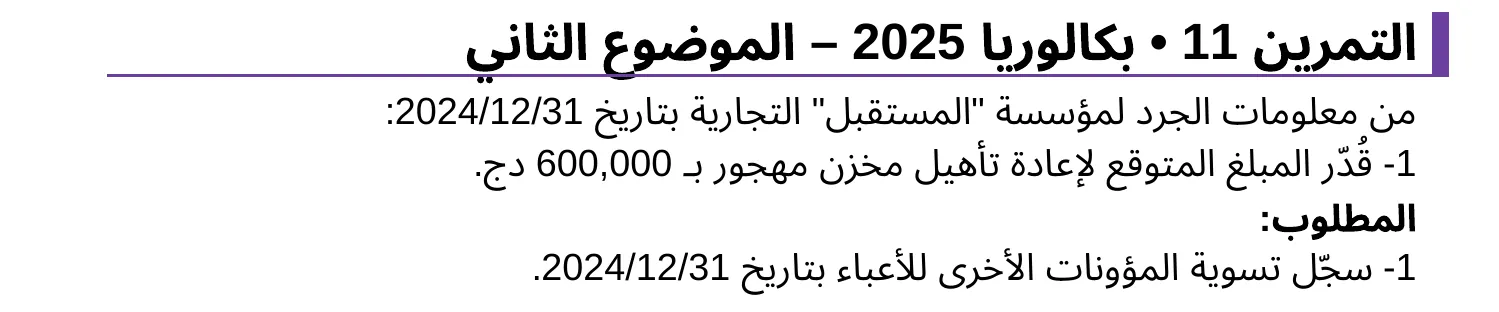 التمرين 11 • بكالوريا 2025 – الموضوع الثاني
من معلومات الجرد لمؤسسة "المستقبل" التجارية بتاريخ 2024/12/31:
1- قُدّر المبلغ المتوقع لإعادة تأهيل مخزن مهجور بـ 600,000 دج.
المطلوب:
1- سجّل تسوية المؤونات الأخرى للأعباء بتاريخ 2024/12/31.